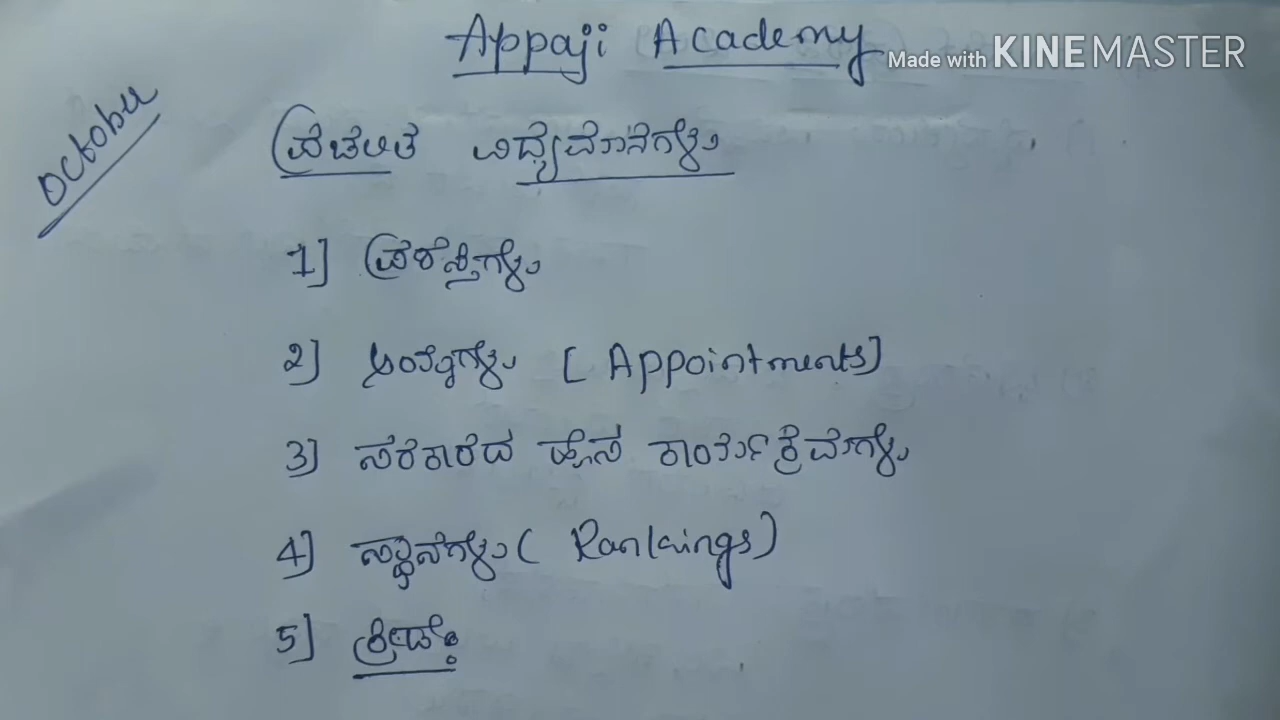 Appaji Academy
Made with KINEMASTER
October
ಪ್ರಚಲಿತ ವಿದ್ಯಮಾನಗಳು
1] ಪ್ರಶಸ್ತಿಗಳು
2] [Appointments]
3] ಸರಕಾರದ ಹೊಸ ಕಾರ್ಯಕ್ರಮಗಳು
4] ಸ್ಥಾನಗಳು ( Rankings)
5] ಕ್ರೀಡೆ